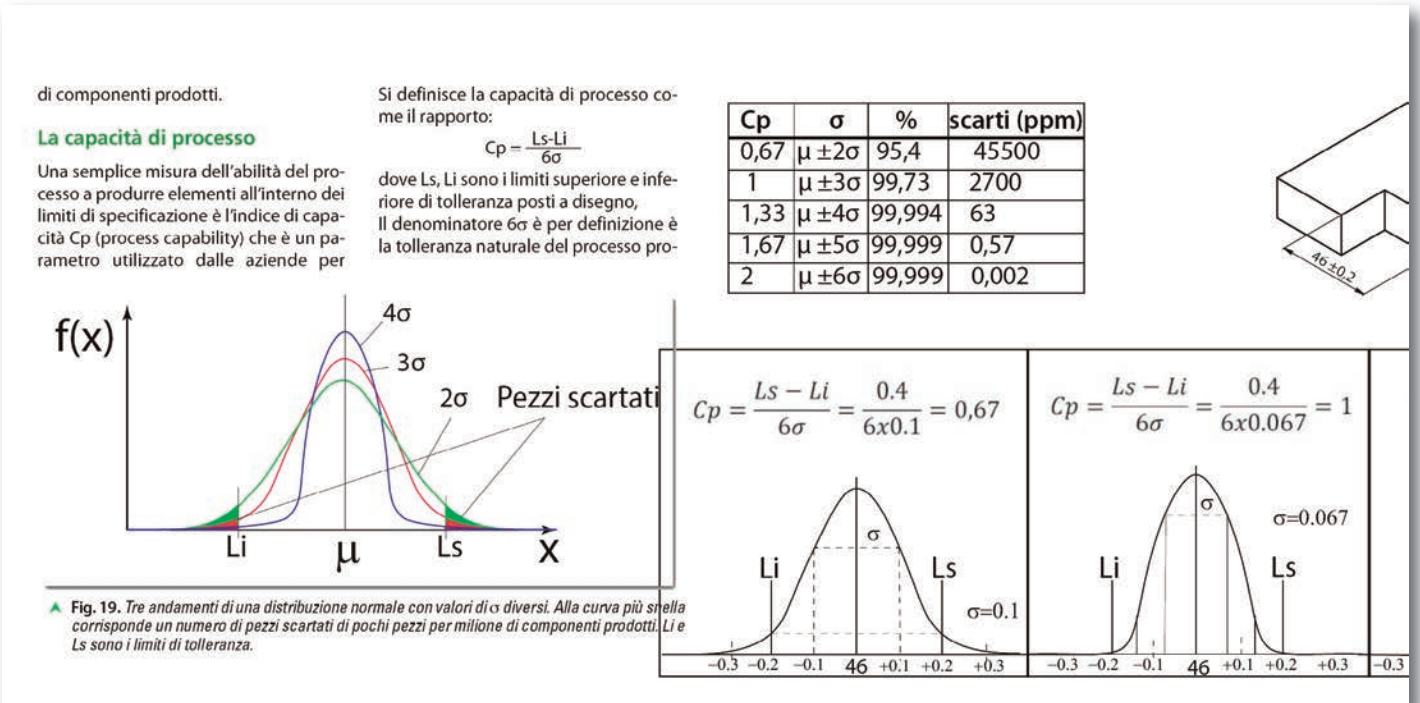 di componenti prodotti.
La capacità di processo
Una semplice misura dell'abilità del pro-
cesso a produrre elementi all'interno dei
limiti di specificazione è l'indice di capa-
cità Cp (process capability) che è un pa-
rametro utilizzato dalle aziende per
Si definisce la capacità di processo co-
me il rapporto:
Cp = Ls-Li / 6σ
dove Ls, Li sono i limiti superiore e infe-
riore di tolleranza posti a disegno,
Il denominatore 6σ è per definizione è
la tolleranza naturale del processo pro-
Cp σ % scarti (ppm)
0,67 μ ±2σ 95,4 45500
1 μ ±3σ 99,73 2700
1,33 μ ±4σ 99,994 63
1,67 μ ±5σ 99,999 0,57
2 μ ±6σ 99,999 0,002
46 ±0.2
f(x)
4σ
3σ
2σ
Pezzi scartati
Li μ Ls x
Fig. 19. Tre andamenti di una distribuzione normale con valori di σ diversi. Alla curva più snella
corrisponde un numero di pezzi scartati di pochi pezzi per milione di componenti prodotti. Li e
Ls sono i limiti di tolleranza.
Cp = Ls − Li / 6σ = 0.4 / 6x0.1 = 0,67
σ
Li Ls
σ=0.1
−0.3 −0.2 −0.1 46 +0.1 +0.2 +0.3
Cp = Ls − Li / 6σ = 0.4 / 6x0.067 = 1
σ
σ=0.067
Li Ls
−0.3 −0.2 −0.1 46 +0.1 +0.2 +0.3
−0.3